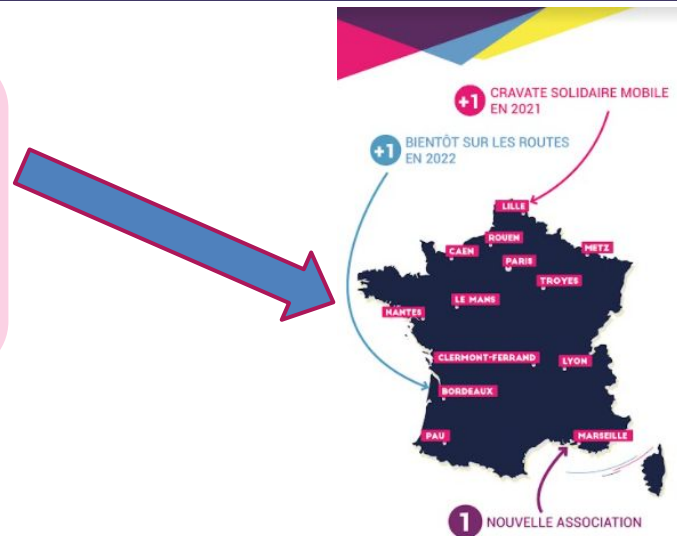 +1 CRAVATE SOLIDAIRE MOBILE
EN 2021
+1 BIENTÔT SUR LES ROUTES
EN 2022
LILLE
ROUEN
CAEN
METZ
PARIS
TROYES
LE MANS
NANTES
CLERMONT-FERRAND
LYON
BORDEAUX
PAU
MARSEILLE
1 NOUVELLE ASSOCIATION